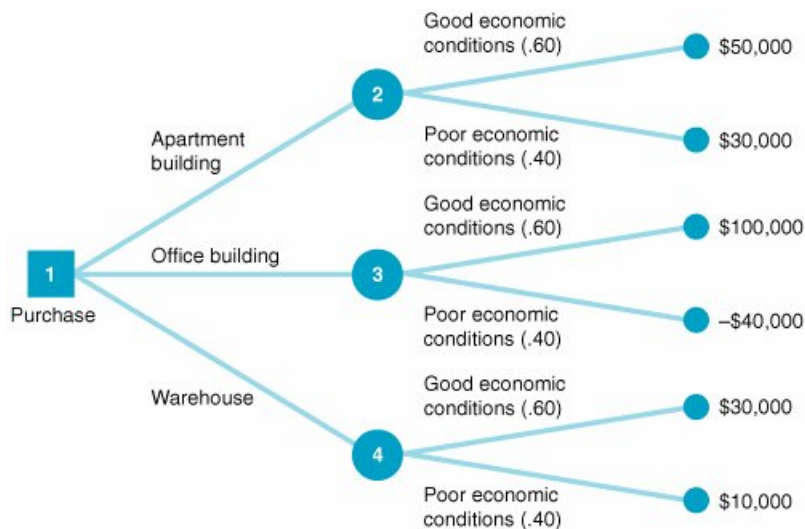 Good economic
conditions (.60)
$50,000
2
Apartment
building
Poor economic
conditions (.40)
$30,000
Good economic
conditions (.60)
$100,000
1
Purchase
Office building
3
Poor economic
conditions (.40)
–$40,000
Warehouse
Good economic
conditions (.60)
$30,000
4
Poor economic
conditions (.40)
$10,000